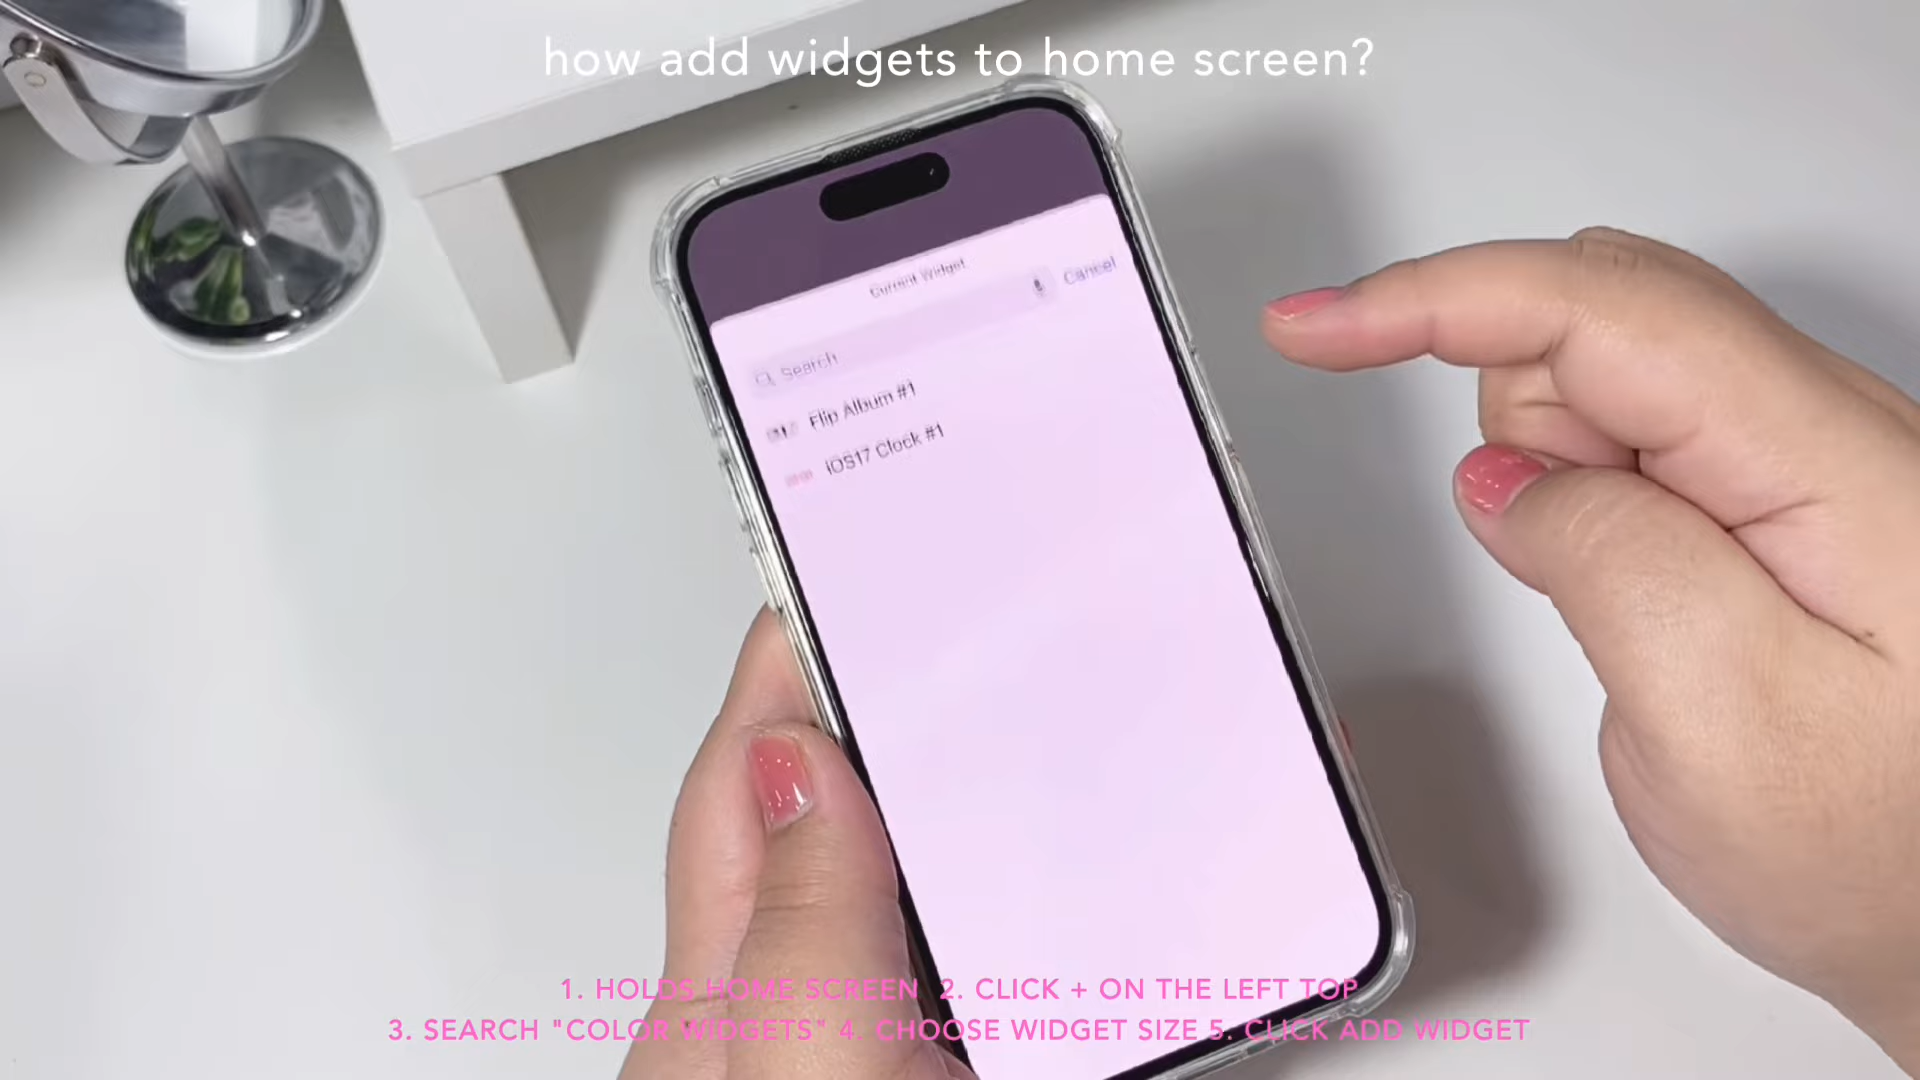 how add widgets to home screen?
Current Widget
Cancel
Search
Flip Album #1
iOS17 Clock #1
1. HOLDS HOME SCREEN 2. CLICK + ON THE LEFT TOP
3. SEARCH "COLOR WIDGETS" 4. CHOOSE WIDGET SIZE 5. CLICK ADD WIDGET